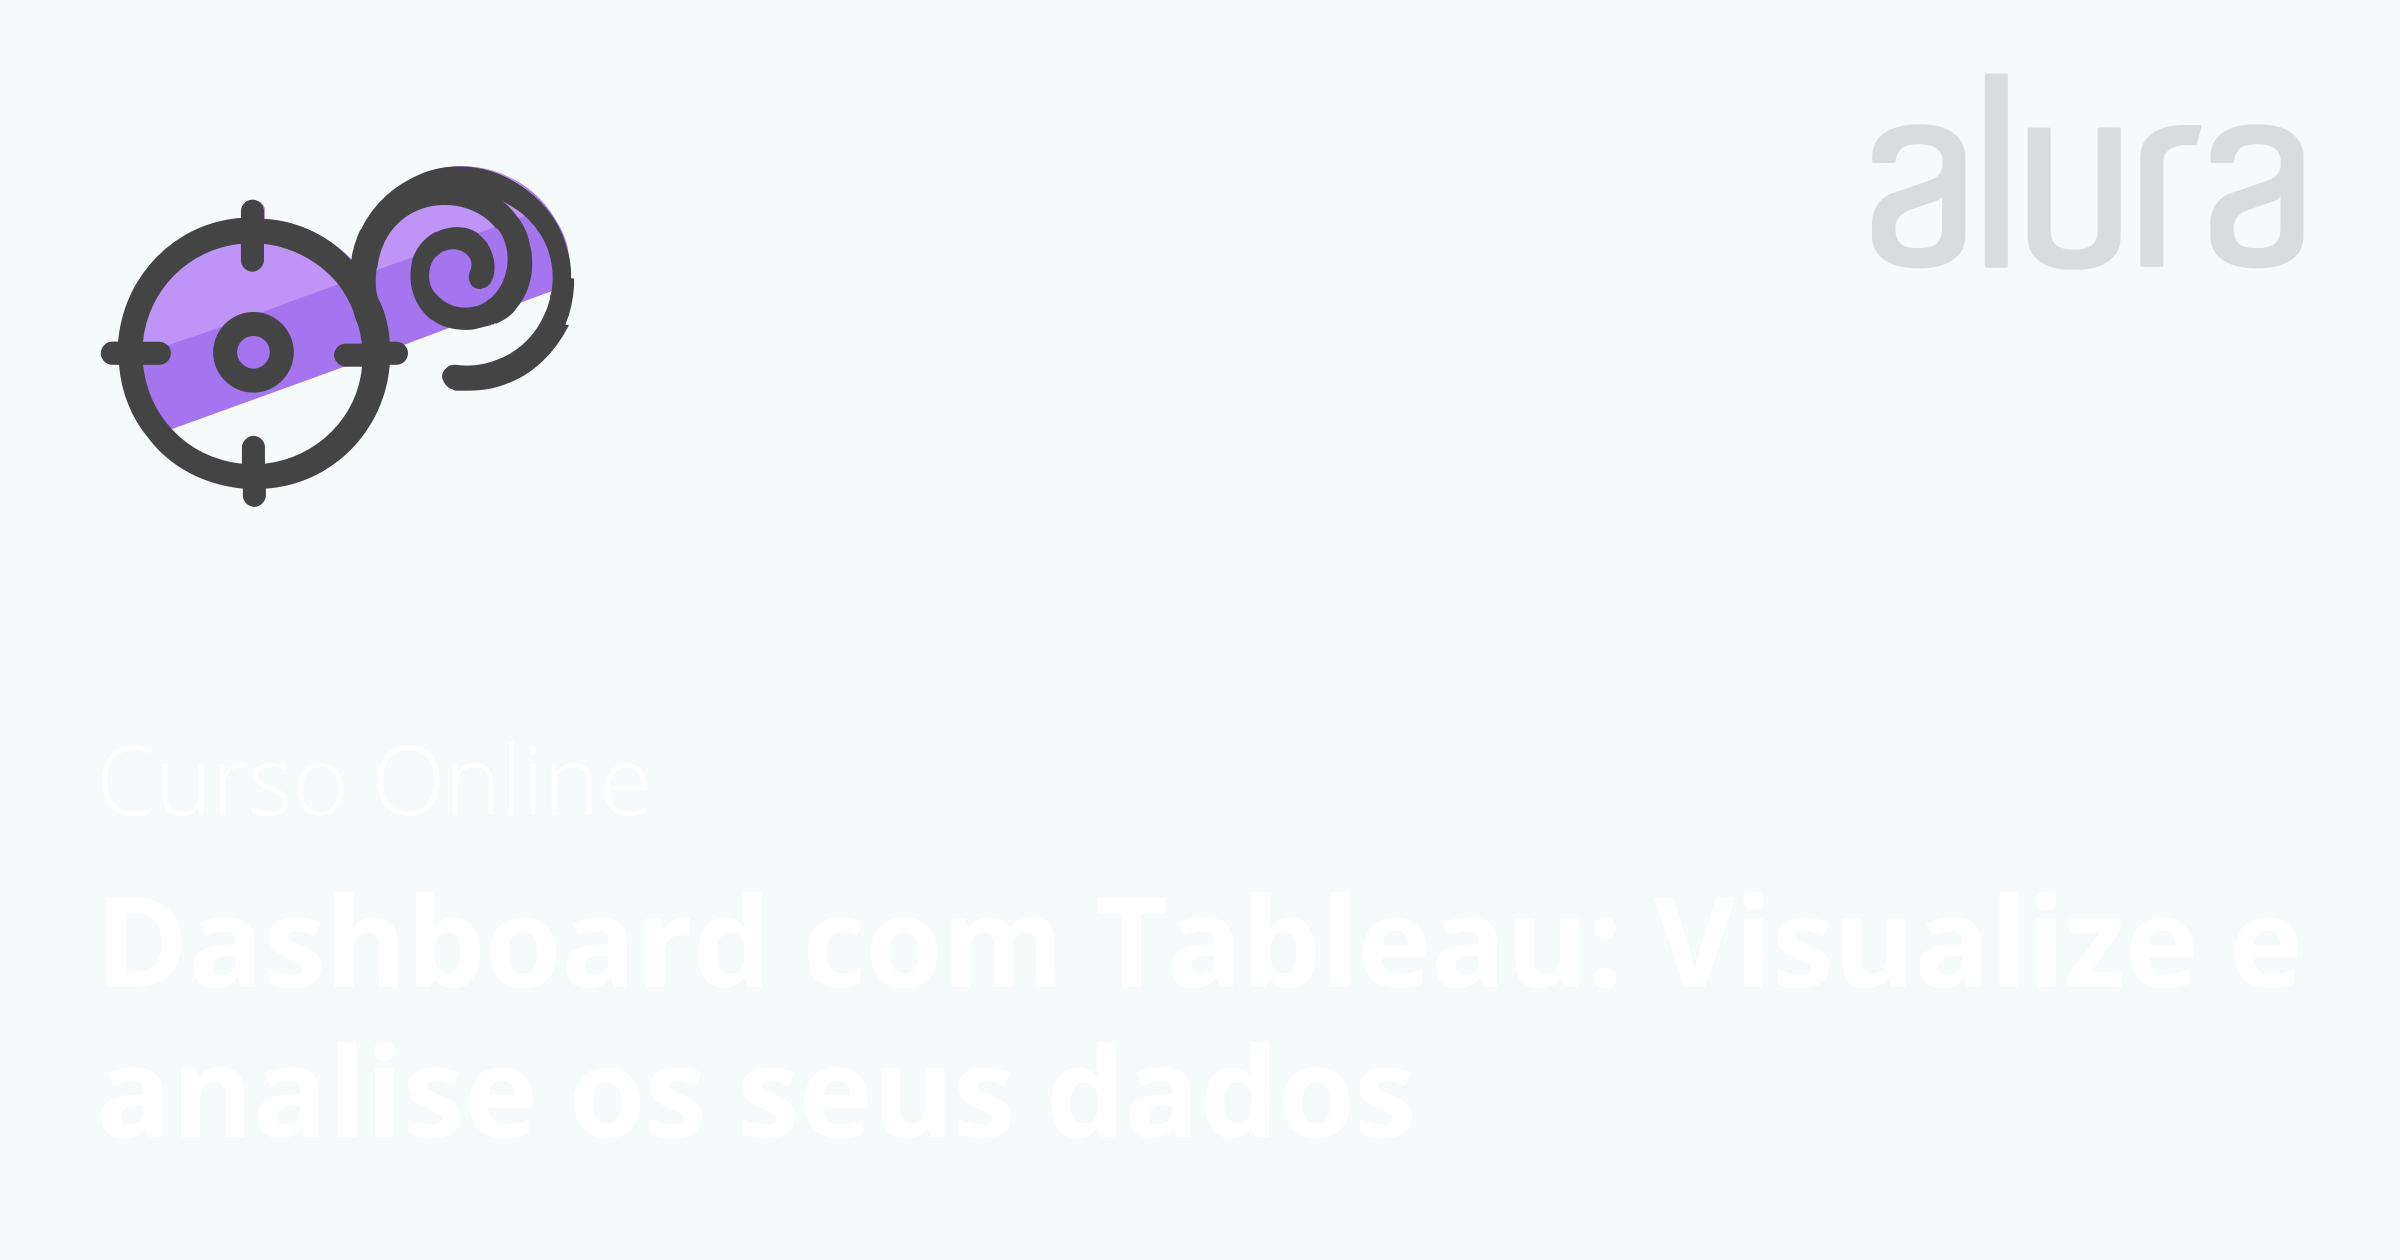 alura
Curso Online
Dashboard com Tableau: Visualize e
analise os seus dados